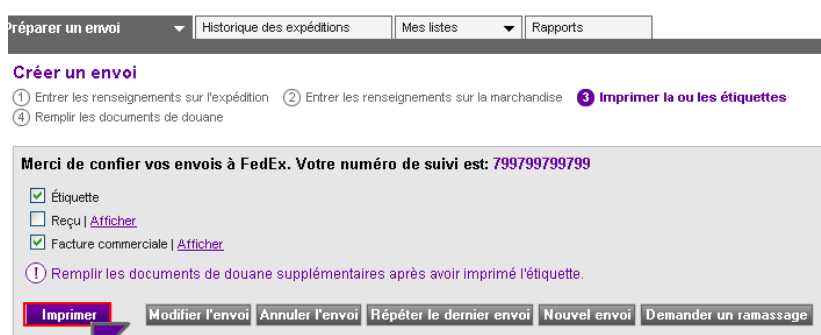 Préparer un envoi Historique des expéditions Mes listes Rapports
Créer un envoi
1 Entrer les renseignements sur l'expédition 2 Entrer les renseignements sur la marchandise 3 Imprimer la ou les étiquettes
4 Remplir les documents de douane
Merci de confier vos envois à FedEx. Votre numéro de suivi est: 799799799799
Étiquette
Reçu | Afficher
Facture commerciale | Afficher
! Remplir les documents de douane supplémentaires après avoir imprimé l'étiquette.
Imprimer Modifier l'envoi Annuler l'envoi Répéter le dernier envoi Nouvel envoi Demander un ramassage